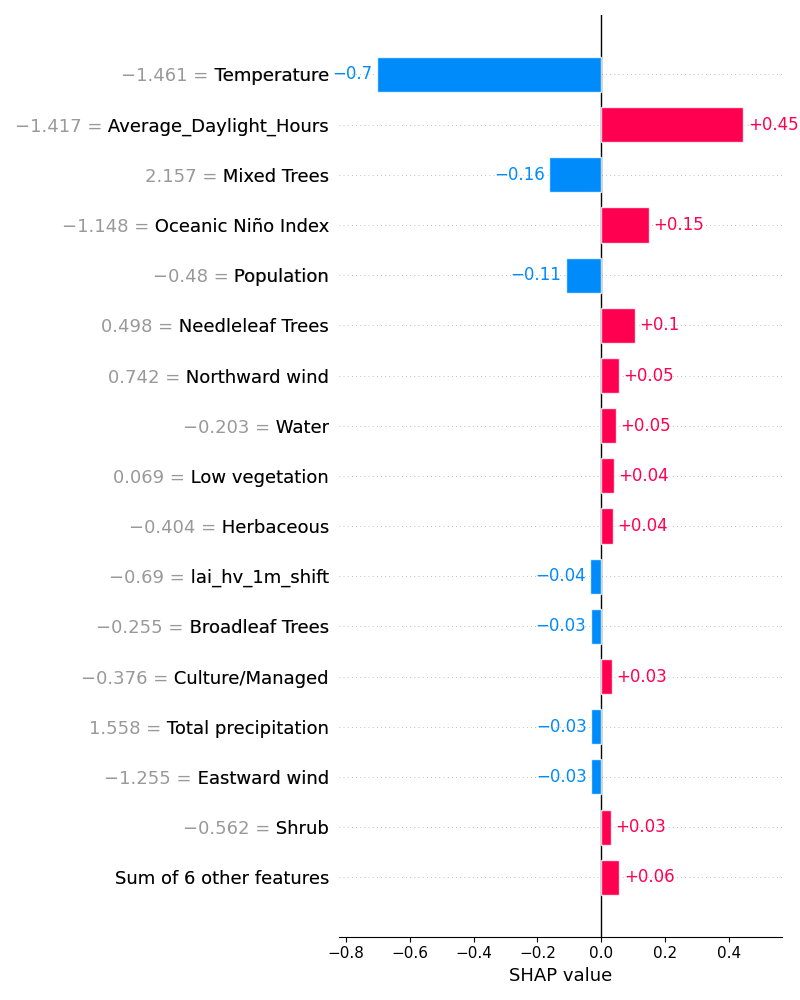 −1.461 = Temperature −0.7
−1.417 = Average_Daylight_Hours +0.45
2.157 = Mixed Trees −0.16
−1.148 = Oceanic Niño Index +0.15
−0.48 = Population −0.11
0.498 = Needleleaf Trees +0.1
0.742 = Northward wind +0.05
−0.203 = Water +0.05
0.069 = Low vegetation +0.04
−0.404 = Herbaceous +0.04
−0.69 = lai_hv_1m_shift −0.04
−0.255 = Broadleaf Trees −0.03
−0.376 = Culture/Managed +0.03
1.558 = Total precipitation −0.03
−1.255 = Eastward wind −0.03
−0.562 = Shrub +0.03
Sum of 6 other features +0.06
−0.8 −0.6 −0.4 −0.2 0.0 0.2 0.4
SHAP value